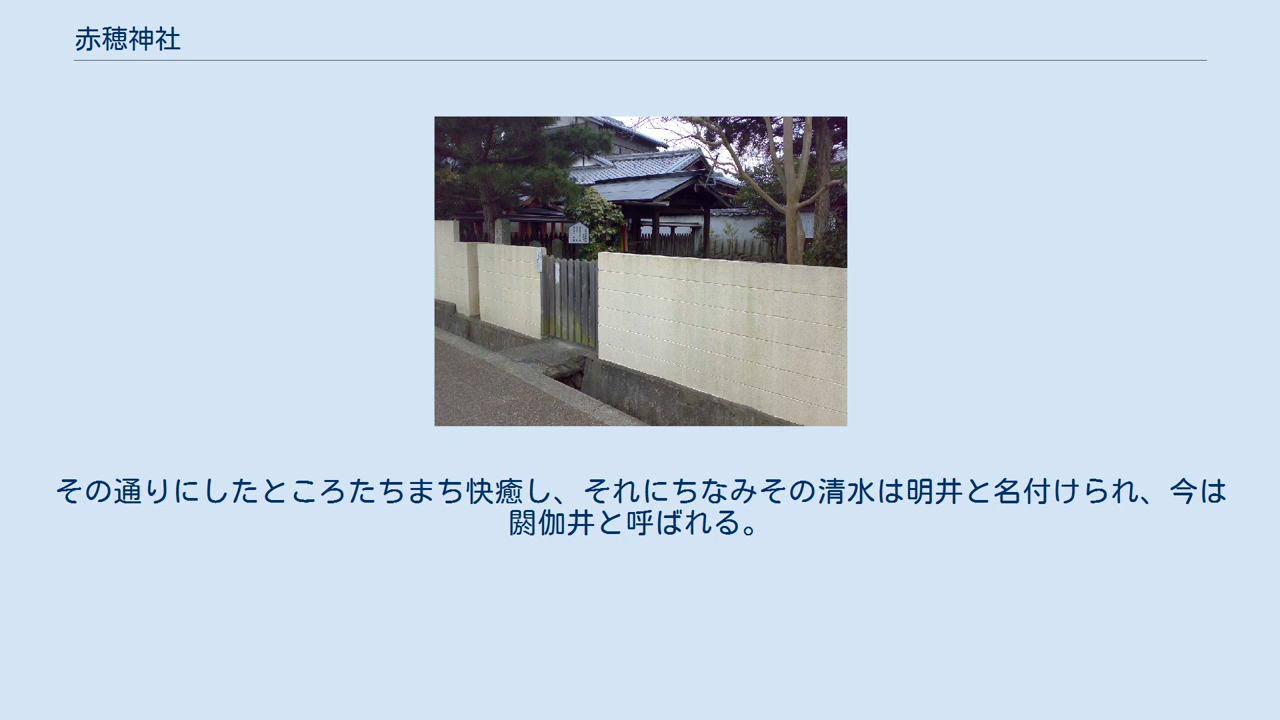 赤穂神社
その通りにしたところたちまち快癒し、それにちなみその清水は明井と名付けられ、今は
閼伽井と呼ばれる。